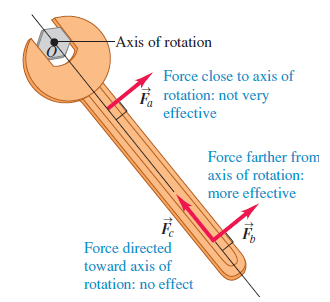 Axis of rotation
O
Force close to axis of
rotation: not very
effective
F⃗a
Force farther from
axis of rotation:
more effective
F⃗c
F⃗b
Force directed
toward axis of
rotation: no effect